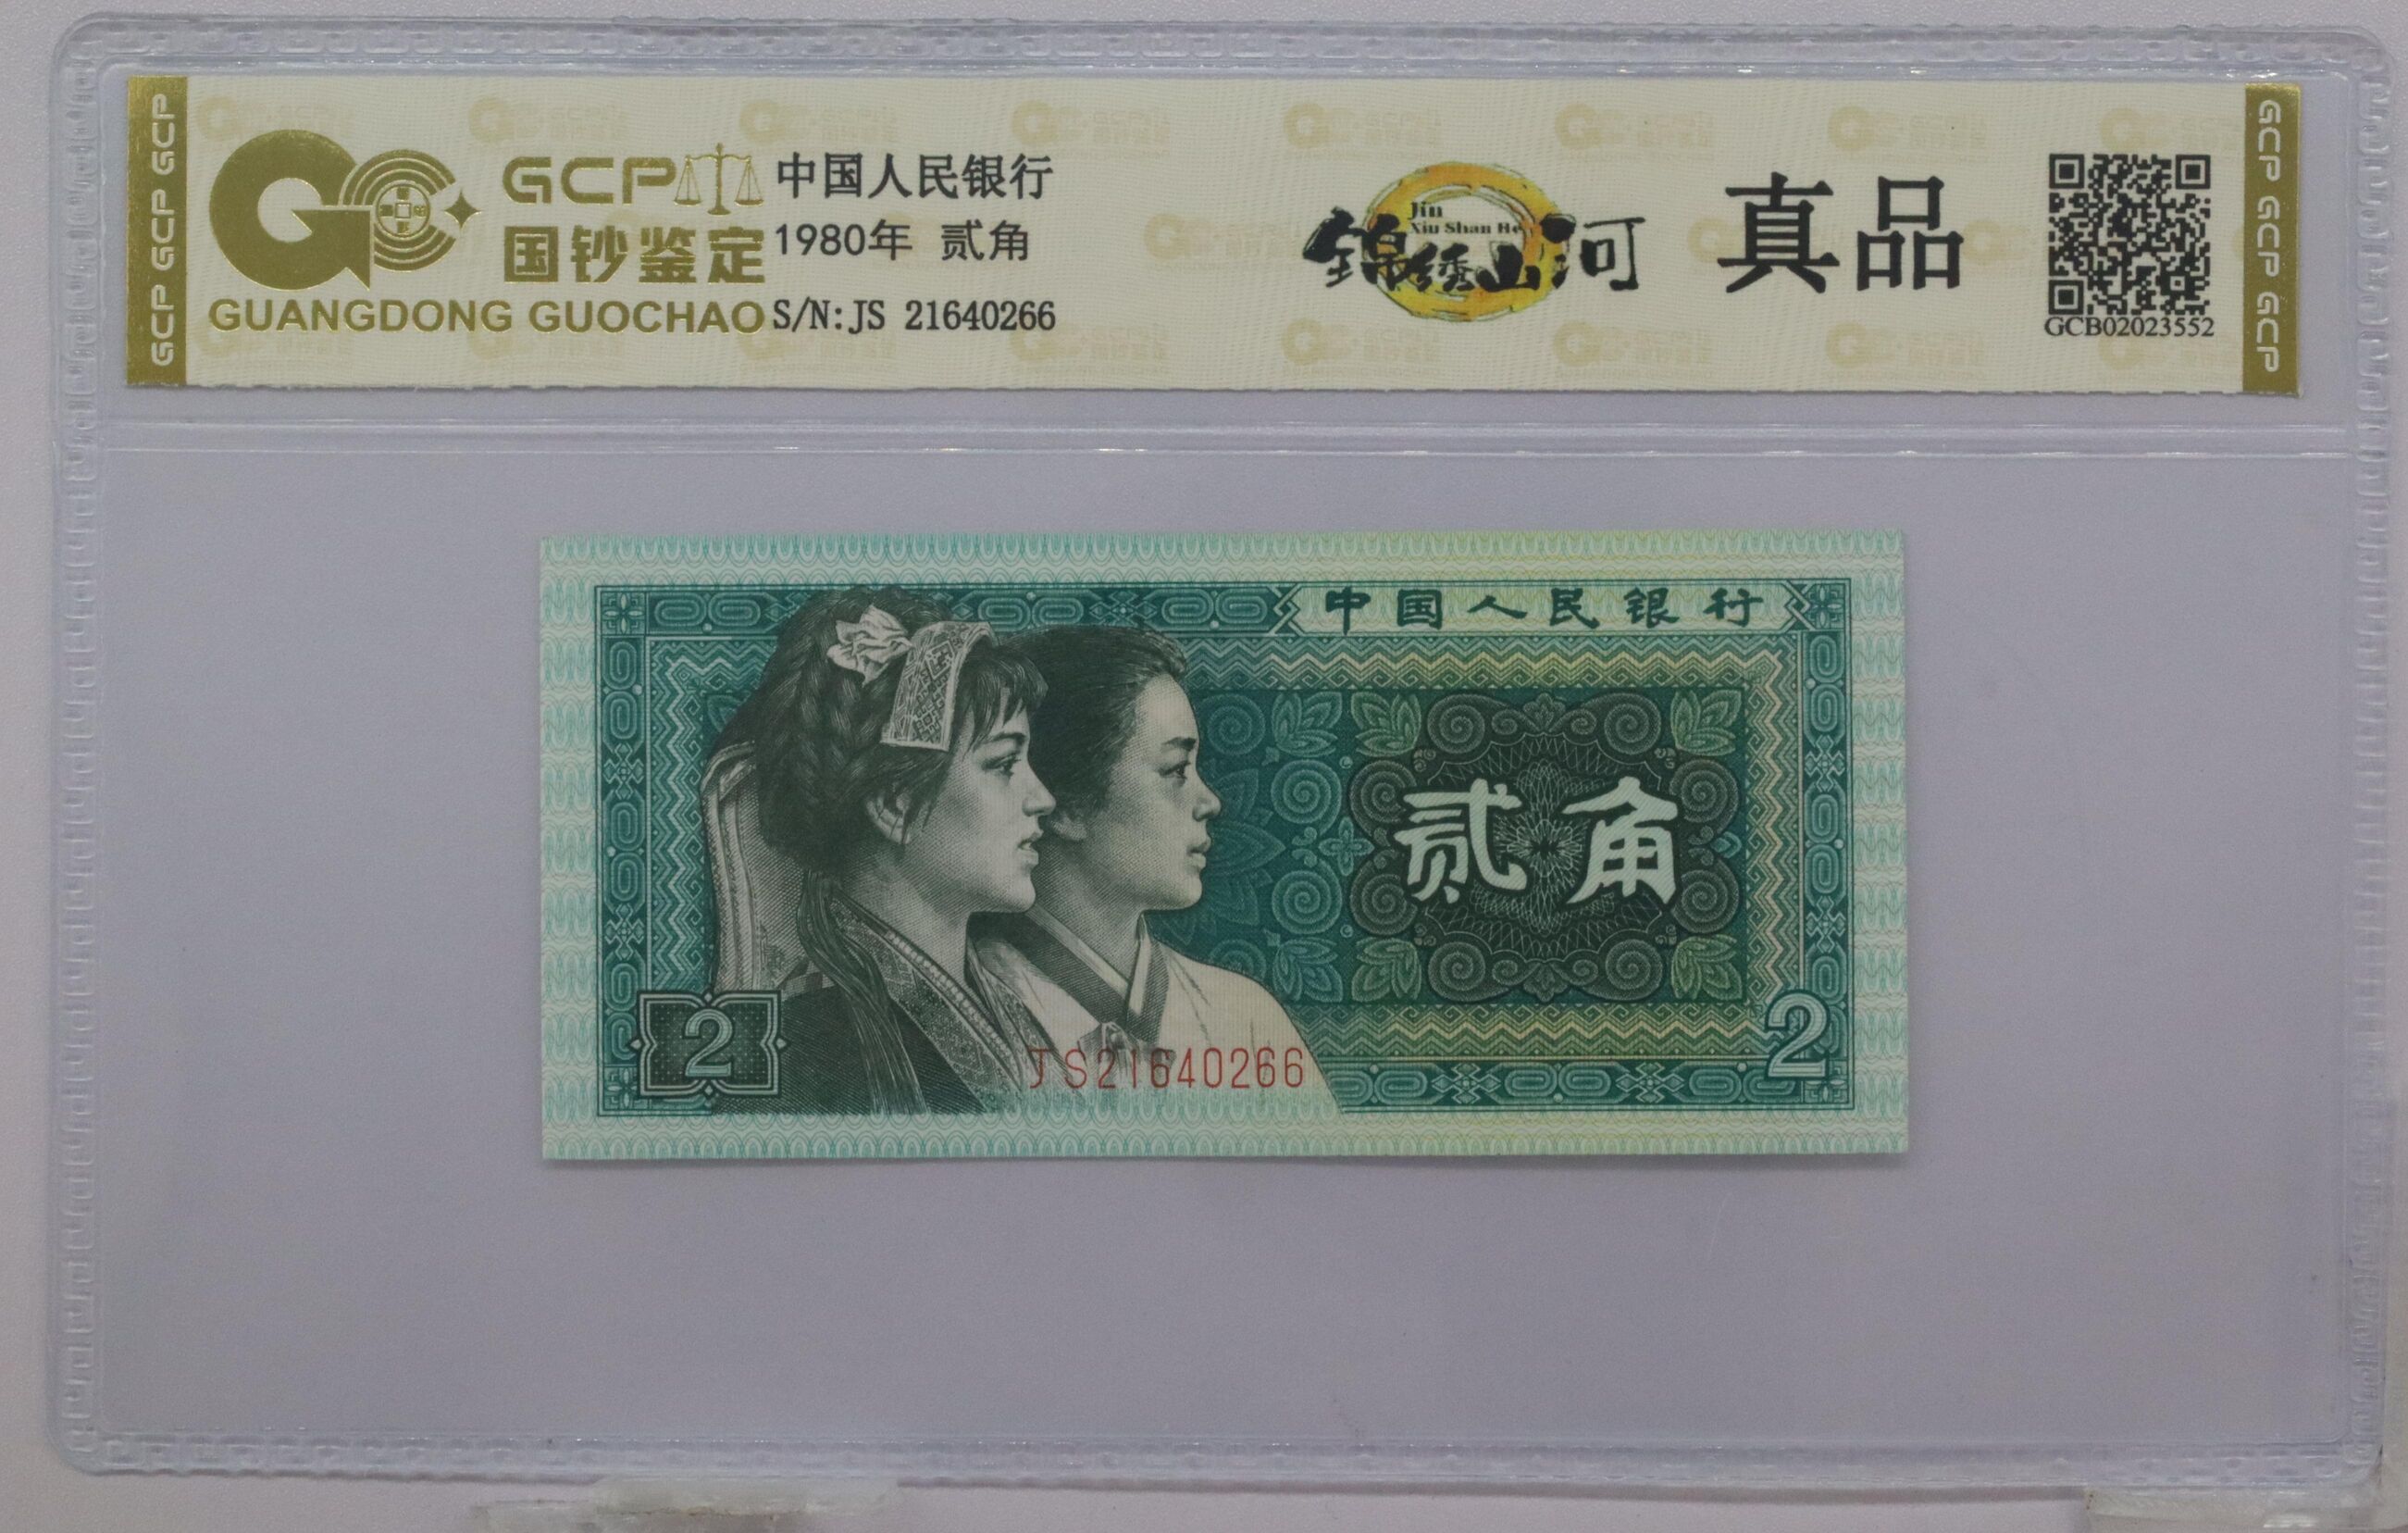 GCP GCP GCP
GCP
国钞鉴定
GUANGDONG GUOCHAO
中国人民银行
1980年 贰角
S/N:JS 21640266
Jin
Xiu Shan He
锦绣山河
真品
GCB02023552
GCP GCP GCP GCP
中国人民银行
贰角
2
JS21640266
2